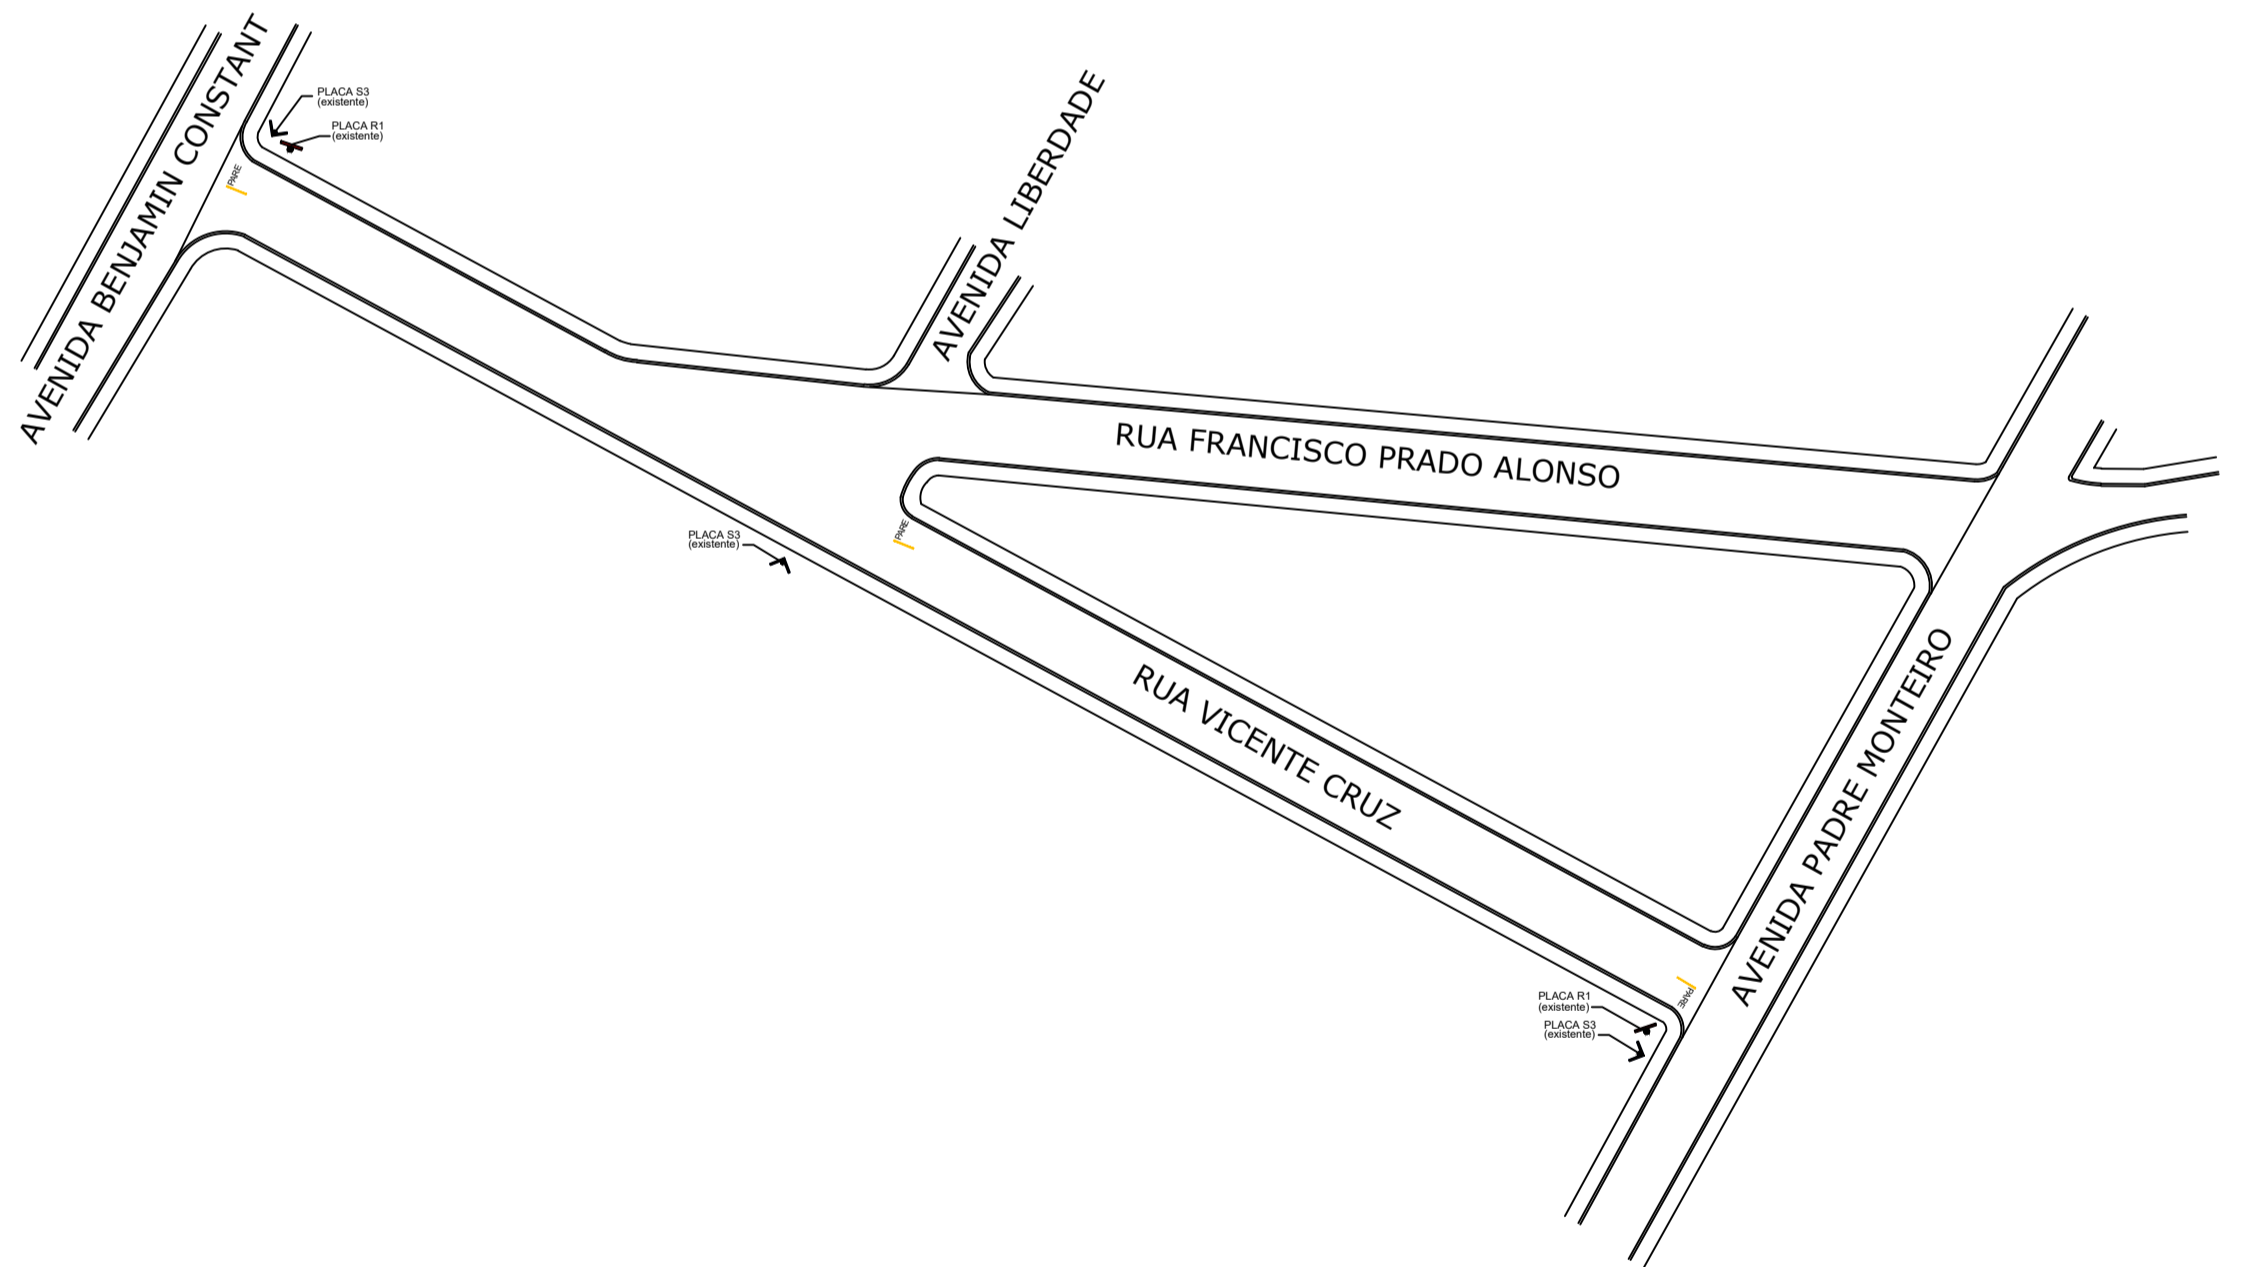 AVENIDA BENJAMIN CONSTANT
PLACA S3
(existente)
PLACA R1
(existente)
PARE
AVENIDA LIBERDADE
RUA FRANCISCO PRADO ALONSO
PARE
PLACA S3
(existente)
RUA VICENTE CRUZ
AVENIDA PADRE MONTEIRO
PARE
PLACA R1
(existente)
PLACA S3
(existente)